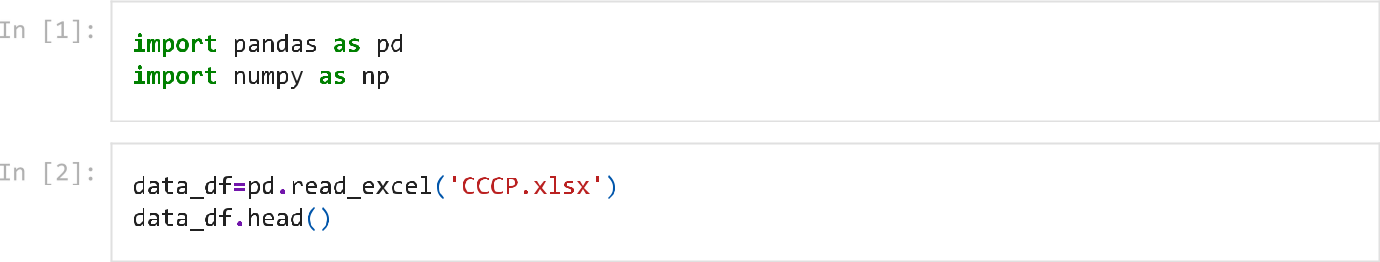 In [1]:
import pandas as pd
import numpy as np
In [2]:
data_df=pd.read_excel('CCCP.xlsx')
data_df.head()